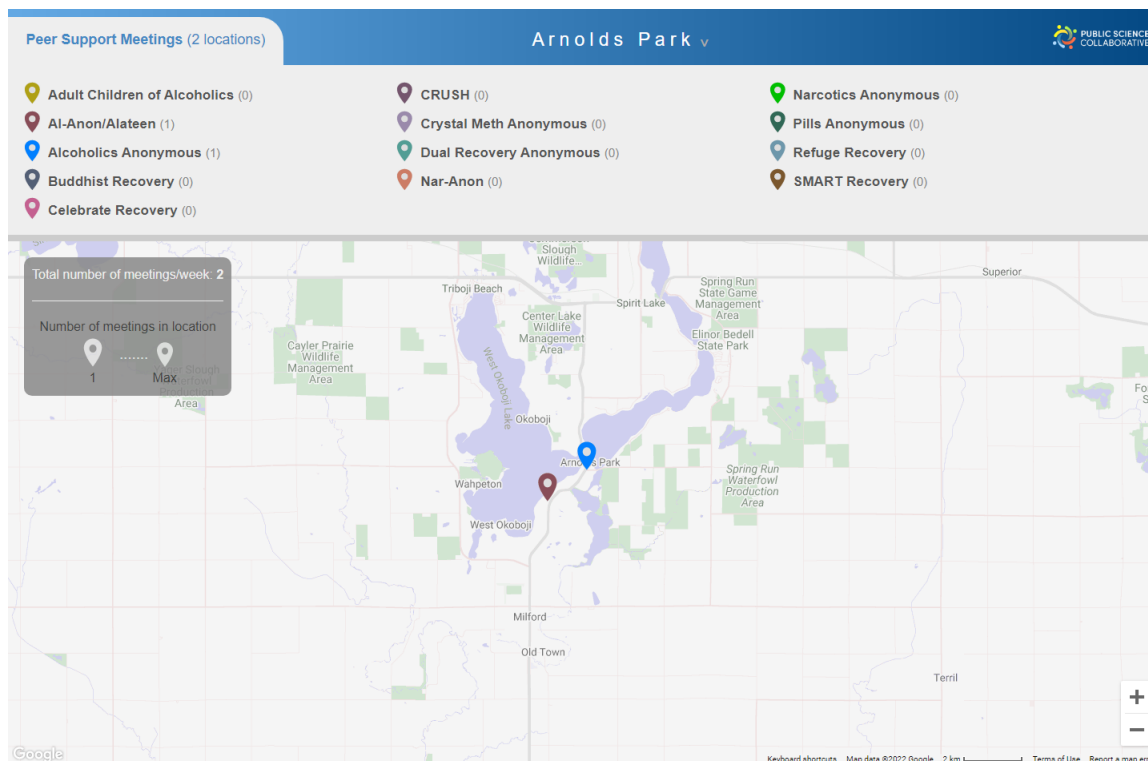 Peer Support Meetings (2 locations)
Arnolds Park v
PUBLIC SCIENCE
COLLABORATIVE
Adult Children of Alcoholics (0)
Al-Anon/Alateen (1)
Alcoholics Anonymous (1)
Buddhist Recovery (0)
Celebrate Recovery (0)
CRUSH (0)
Crystal Meth Anonymous (0)
Dual Recovery Anonymous (0)
Nar-Anon (0)
Narcotics Anonymous (0)
Pills Anonymous (0)
Refuge Recovery (0)
SMART Recovery (0)
Total number of meetings/week: 2
Number of meetings in location
1
Max
Slough
Wildlife...
Superior
Triboji Beach
Spirit Lake
Spring Run
State Game
Management
Area
Center Lake
Wildlife
Management
Area
Elinor Bedell
State Park
Cayler Prairie
Wildlife
Management
Area
Slough
Waterfowl
Production
Area
West Okoboji Lake
Okoboji
Arnolds Park
Wahpeton
Spring Run
Waterfowl
Production
Area
West Okoboji
Milford
Old Town
Terril
+
−
Google
Keyboard shortcuts
Map data ©2022 Google
2 km
Terms of Use
Report a map